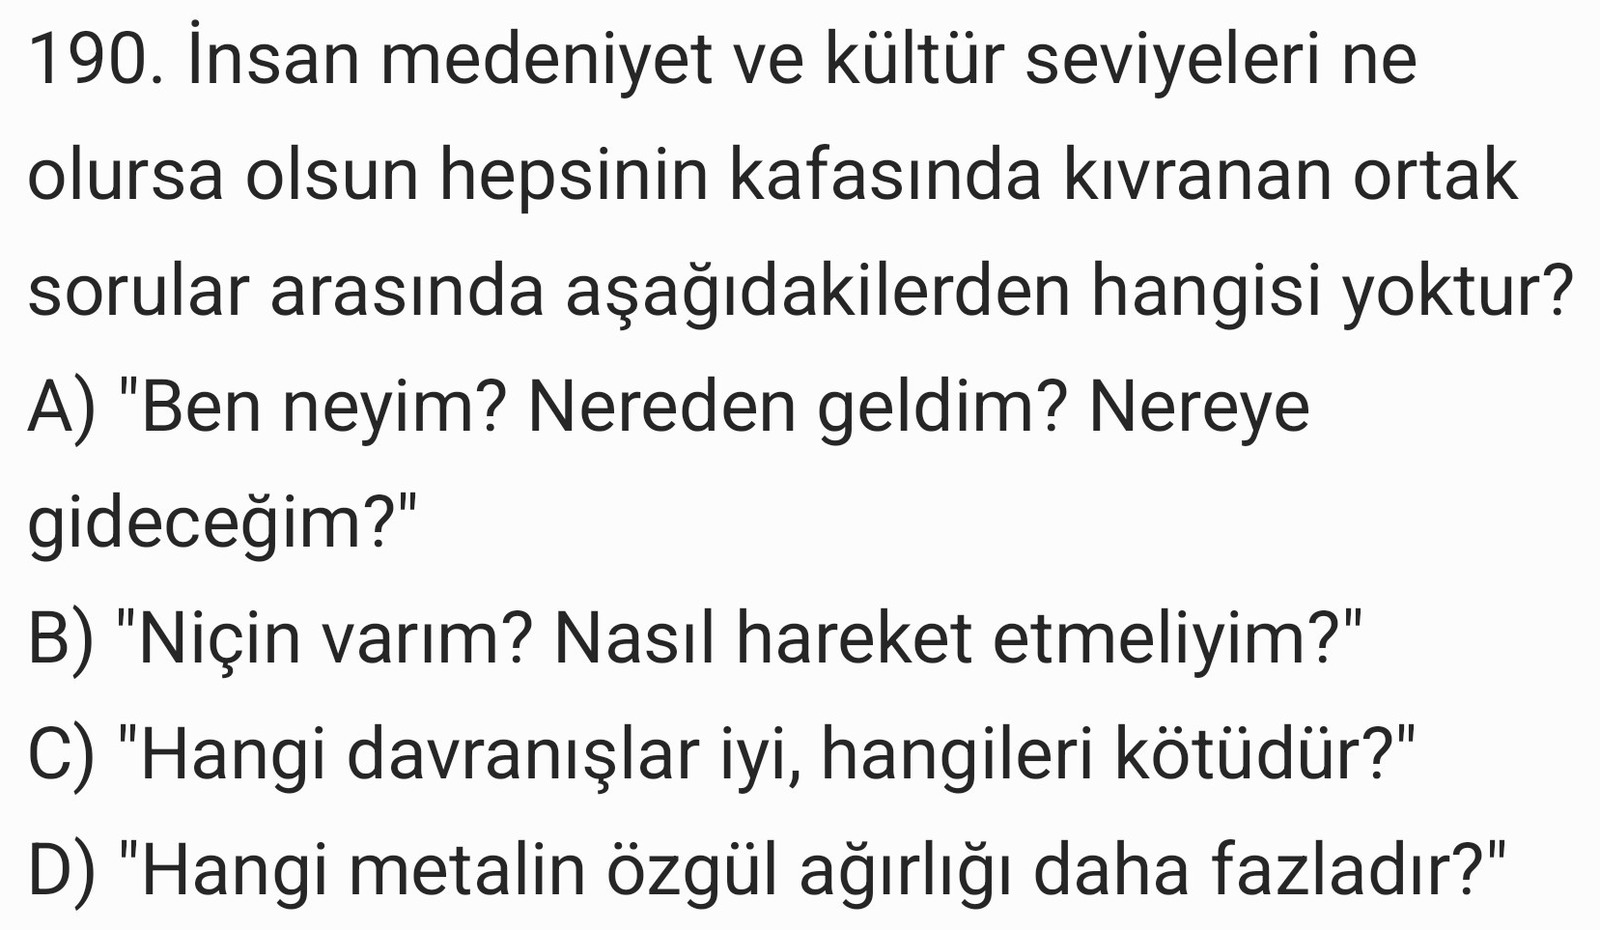 190. İnsan medeniyet ve kültür seviyeleri ne
olursa olsun hepsinin kafasında kıvranan ortak
sorular arasında aşağıdakilerden hangisi yoktur?
A) "Ben neyim? Nereden geldim? Nereye
gideceğim?"
B) "Niçin varım? Nasıl hareket etmeliyim?"
C) "Hangi davranışlar iyi, hangileri kötüdür?"
D) "Hangi metalin özgül ağırlığı daha fazladır?"